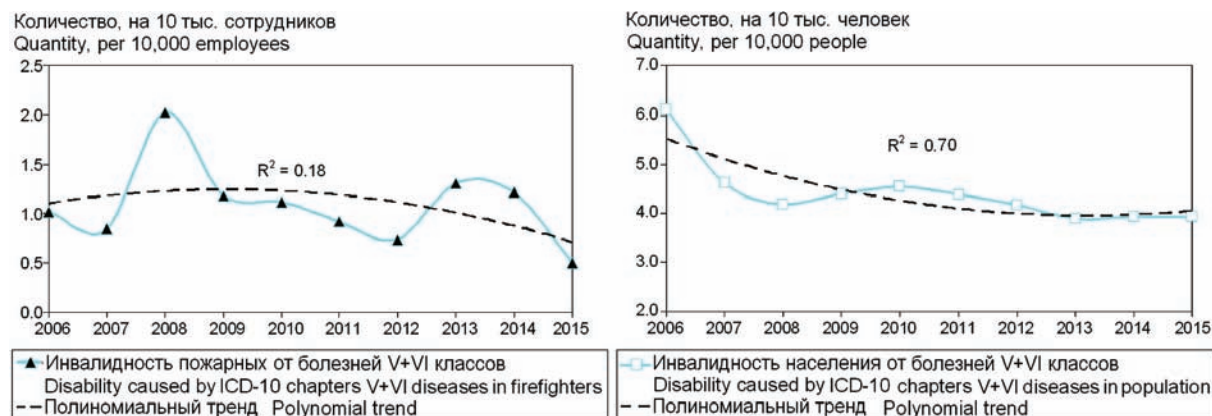 Количество, на 10 тыс. сотрудников
Quantity, per 10,000 employees
2.5
2.0
1.5
1.0
0.5
0.0
R² = 0.18
2006 2007 2008 2009 2010 2011 2012 2013 2014 2015
Инвалидность пожарных от болезней V+VI классов
Disability caused by ICD-10 chapters V+VI diseases in firefighters
Полиномиальный тренд Polynomial trend
Количество, на 10 тыс. человек
Quantity, per 10,000 people
7.0
6.0
5.0
4.0
3.0
2.0
R² = 0.70
2006 2007 2008 2009 2010 2011 2012 2013 2014 2015
Инвалидность населения от болезней V+VI классов
Disability caused by ICD-10 chapters V+VI diseases in population
Полиномиальный тренд Polynomial trend